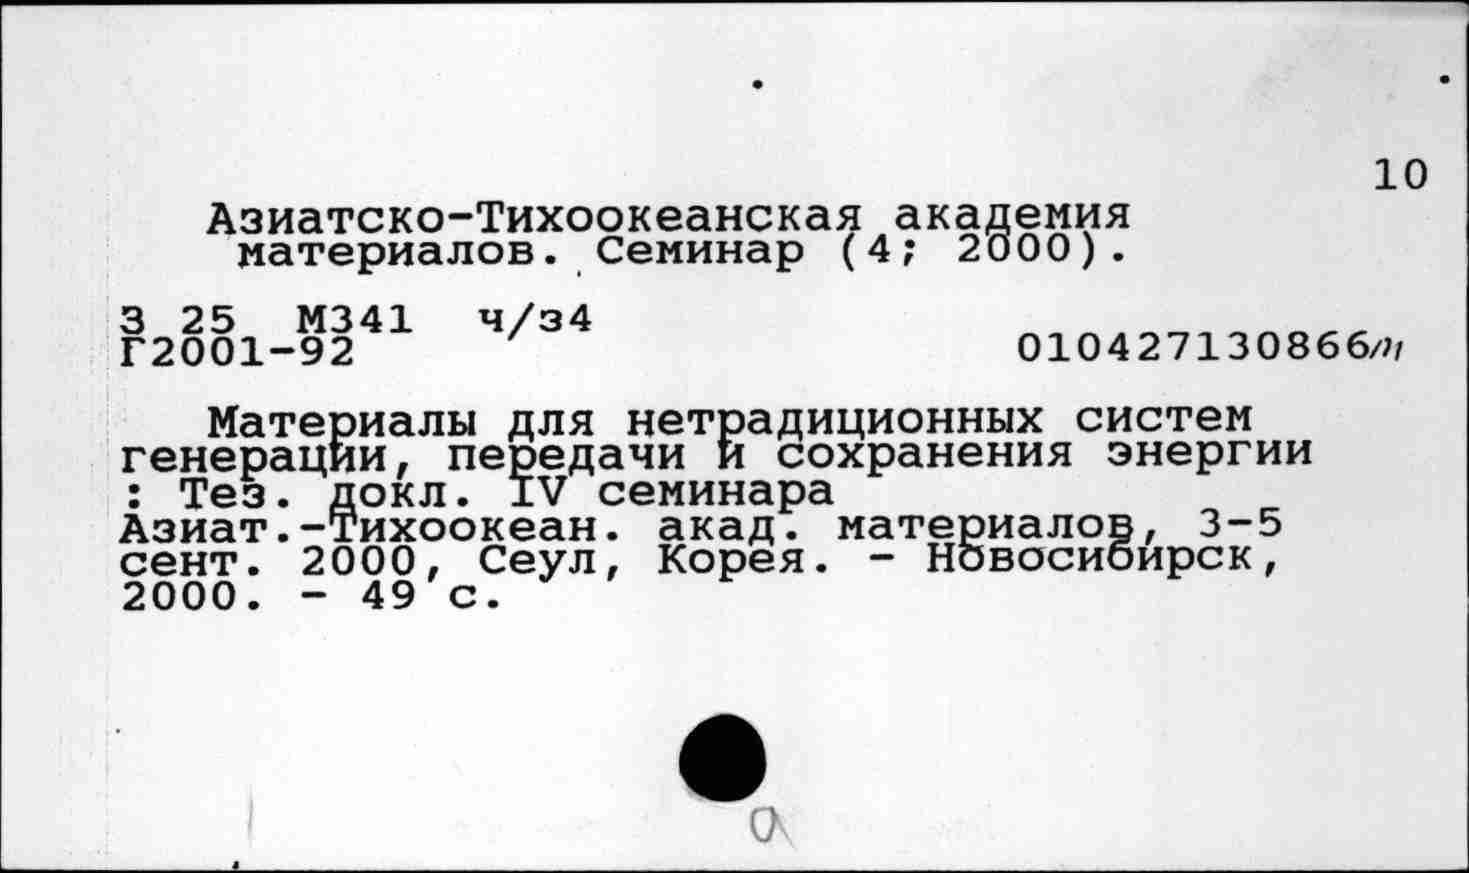 10
Азиатско-Тихоокеанская академия
материалов. Семинар (4; 2000).
З 25 М341 ч/з4
Г2001-92 010427130866
Материалы для нетрадиционных систем
генерации, передачи и сохранения энергии
: Тез. докл. IV семинара
Азиат.-Тихоокеан. акад. материалов, 3-5
сент. 2000, Сеул, Корея. - Новосибирск,
2000. - 49 с.